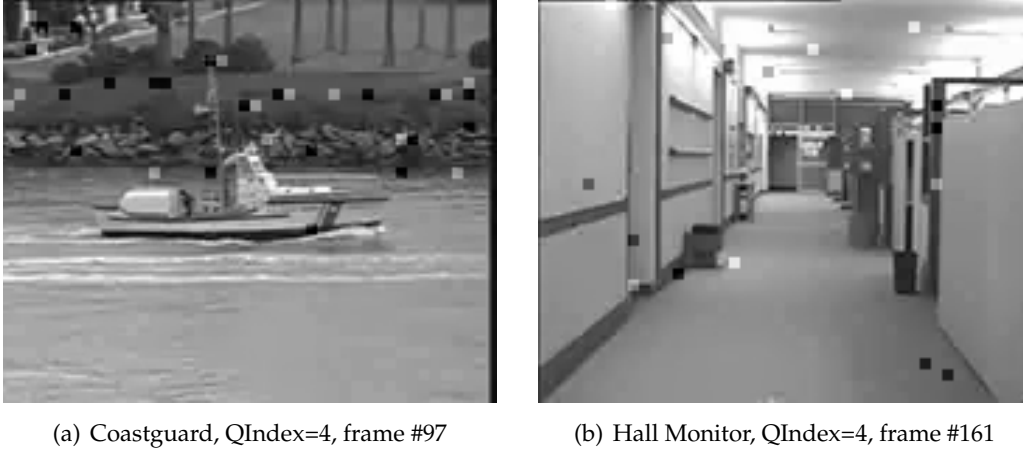 (a) Coastguard, QIndex=4, frame #97
(b) Hall Monitor, QIndex=4, frame #161